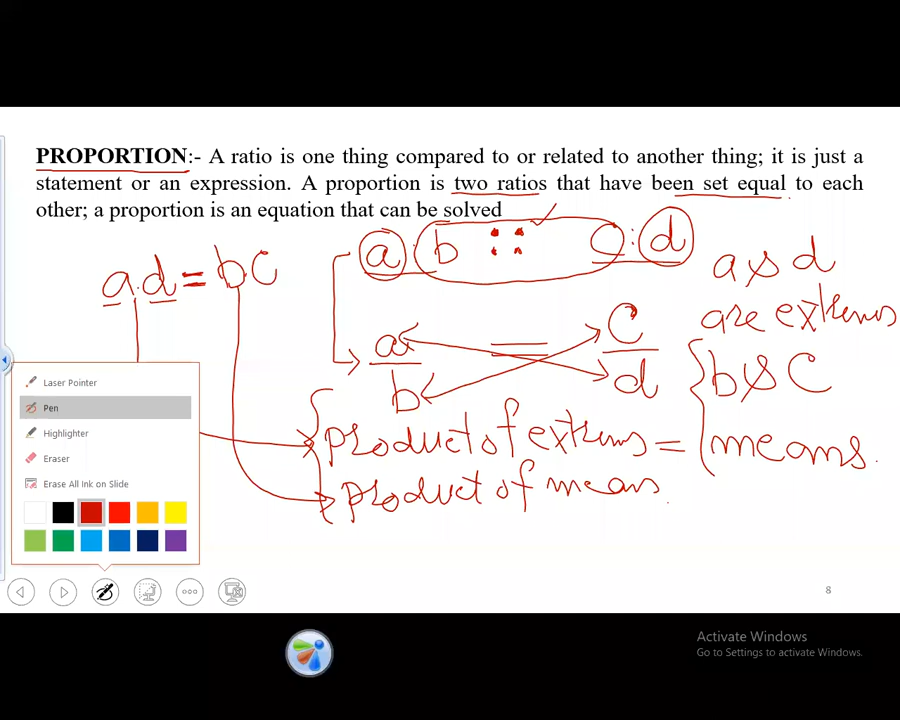 PROPORTION:- A ratio is one thing compared to or related to another thing; it is just a
statement or an expression. A proportion is two ratios that have been set equal to each
other; a proportion is an equation that can be solved
a : b :: c : d
a.d = bc
a & d
are extrems
a/b = c/d
b & c
means.
product of extrems =
product of means.
Laser Pointer
Pen
Highlighter
Eraser
Erase All Ink on Slide
8
Activate Windows
Go to Settings to activate Windows.